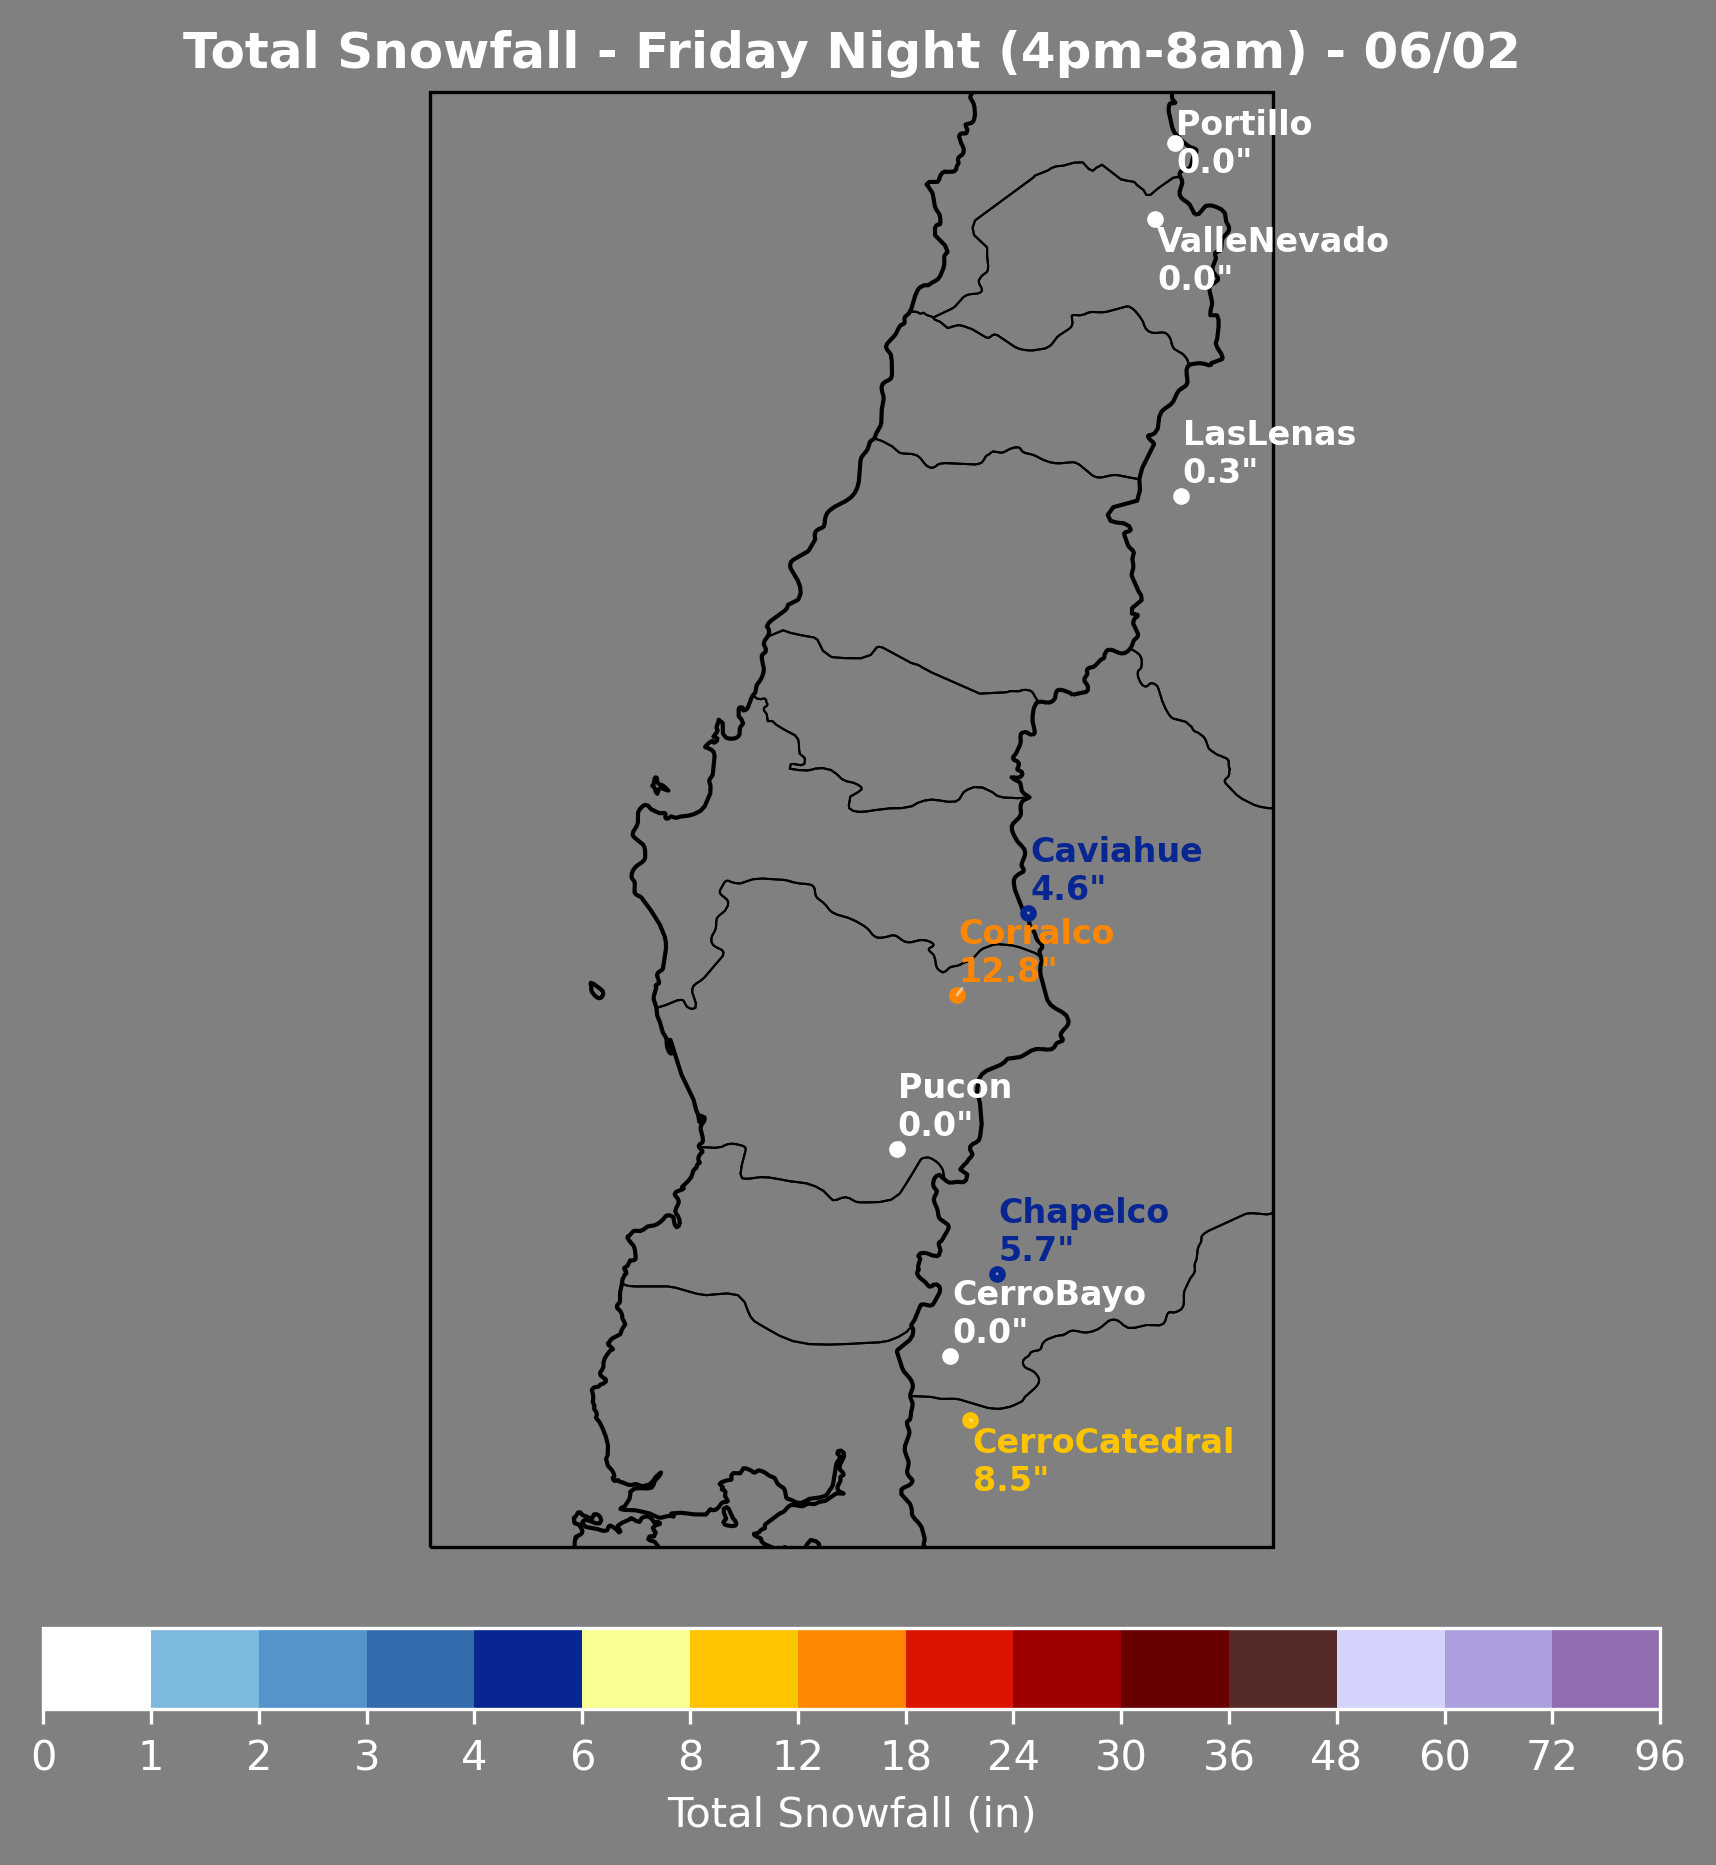 Total Snowfall - Friday Night (4pm-8am) - 06/02
Portillo
0.0"
ValleNevado
0.0"
LasLenas
0.3"
Caviahue
4.6"
Corralco
12.8"
Pucon
0.0"
Chapelco
5.7"
CerroBayo
0.0"
CerroCatedral
8.5"
0 1 2 3 4 6 8 12 18 24 30 36 48 60 72 96
Total Snowfall (in)